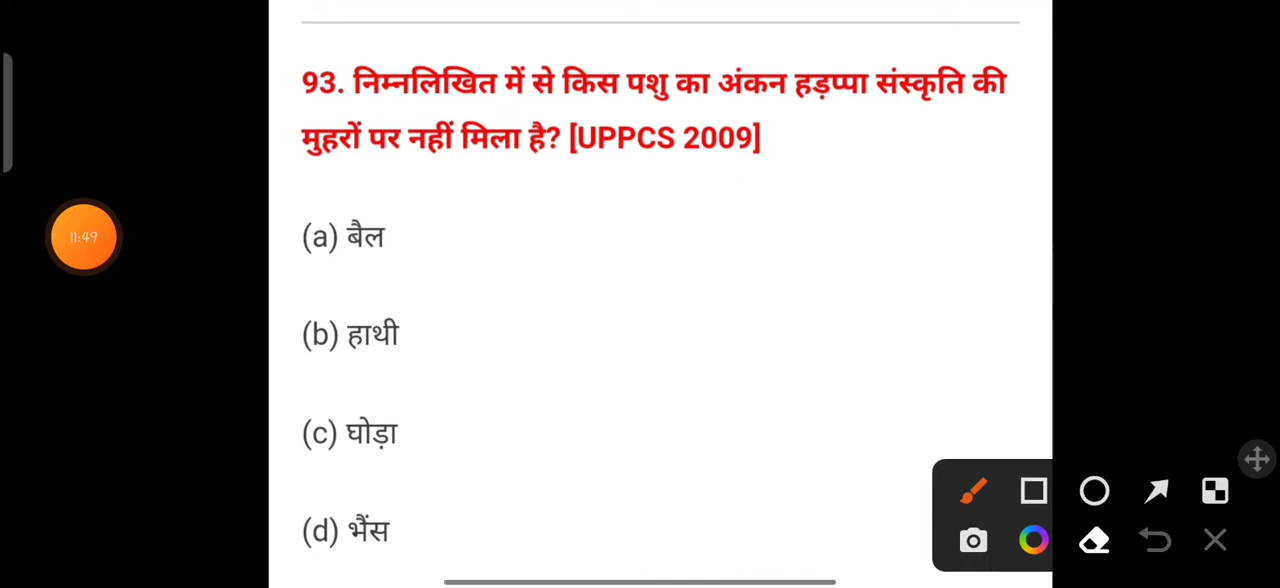 93. निम्नलिखित में से किस पशु का अंकन हड़प्पा संस्कृति की
मुहरों पर नहीं मिला है? [UPPCS 2009]
(a) बैल
11:49
(b) हाथी
(c) घोड़ा
(d) भैंस